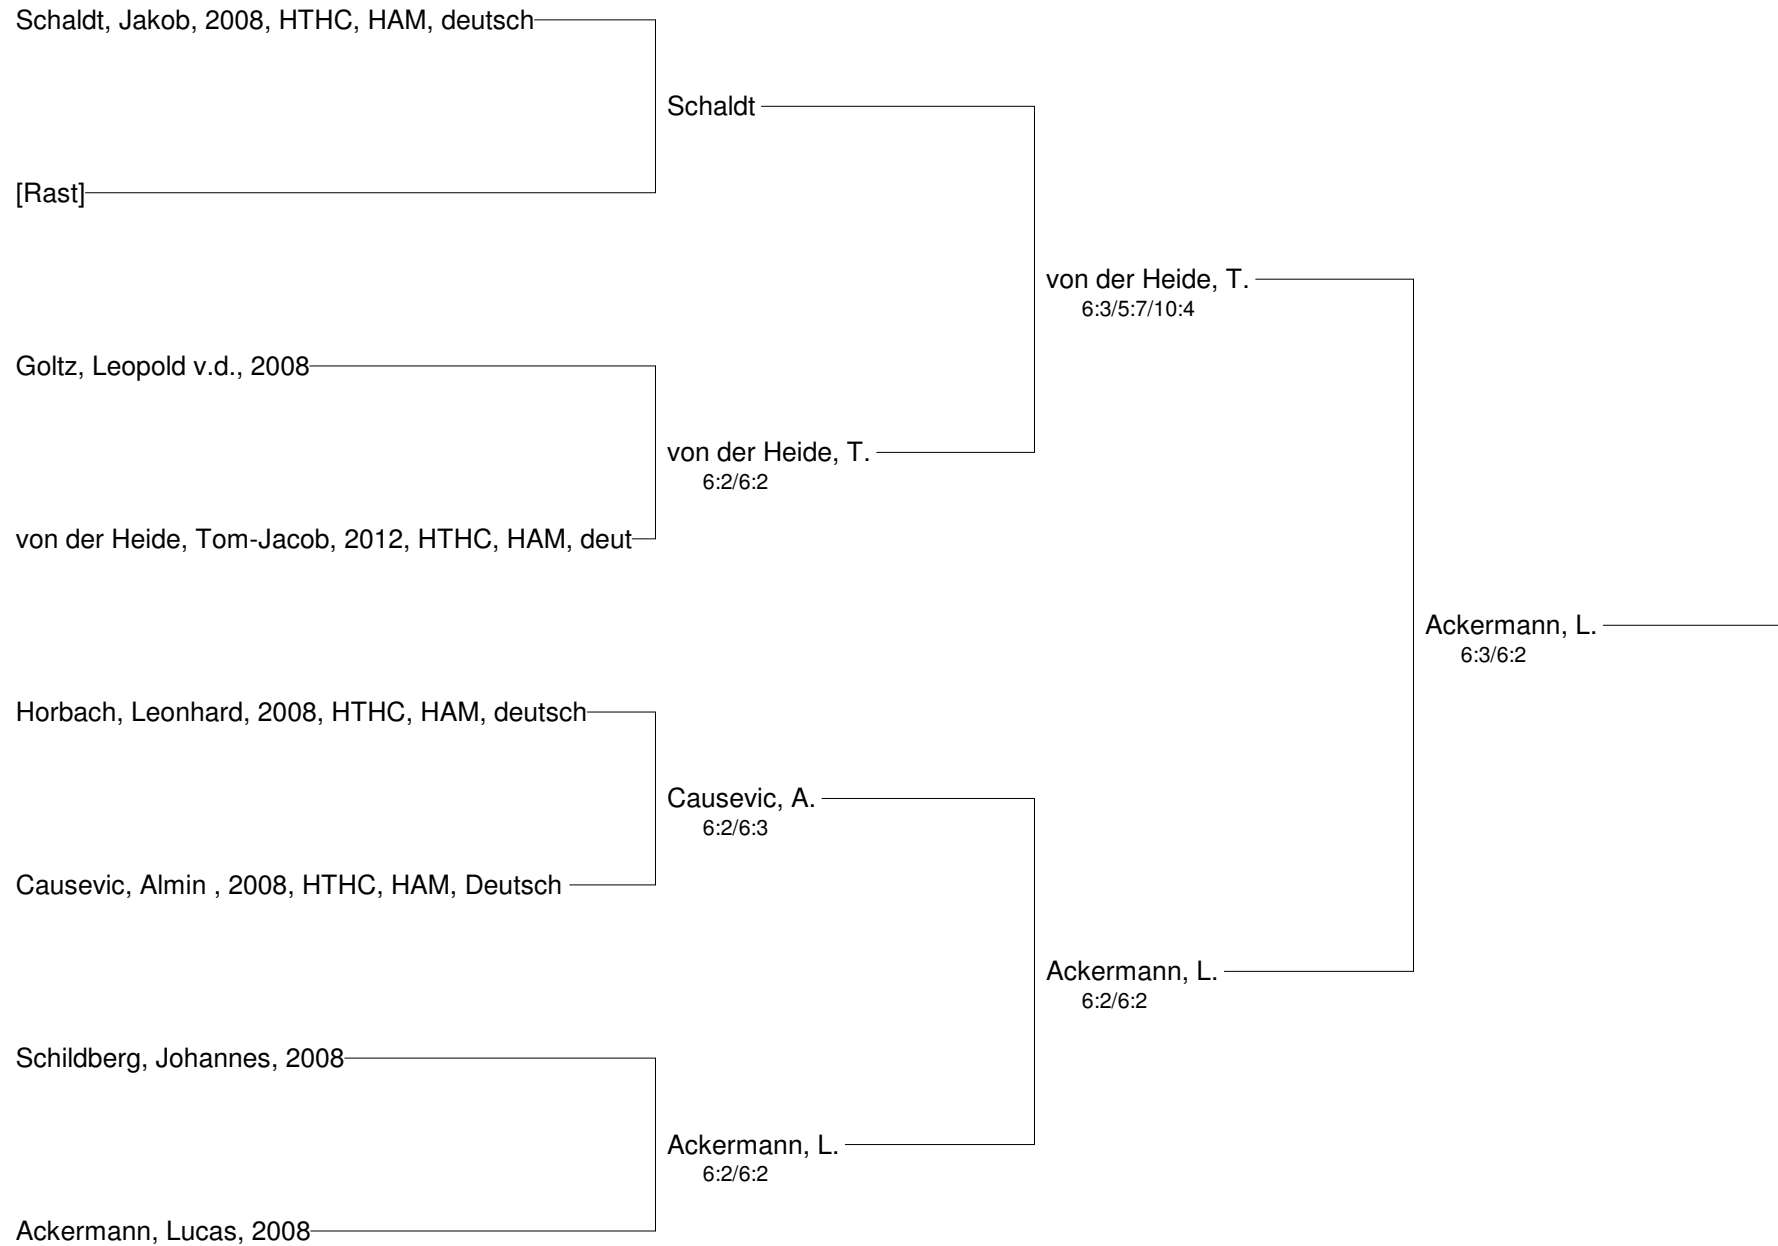 Schaldt, Jakob, 2008, HTHC, HAM, deutsch
Schaldt
[Rast]
von der Heide, T.
6:3/5:7/10:4
Goltz, Leopold v.d., 2008
von der Heide, T.
6:2/6:2
von der Heide, Tom-Jacob, 2012, HTHC, HAM, deut
Ackermann, L.
6:3/6:2
Horbach, Leonhard, 2008, HTHC, HAM, deutsch
Causevic, A.
6:2/6:3
Causevic, Almin , 2008, HTHC, HAM, Deutsch
Ackermann, L.
6:2/6:2
Schildberg, Johannes, 2008
Ackermann, L.
6:2/6:2
Ackermann, Lucas, 2008